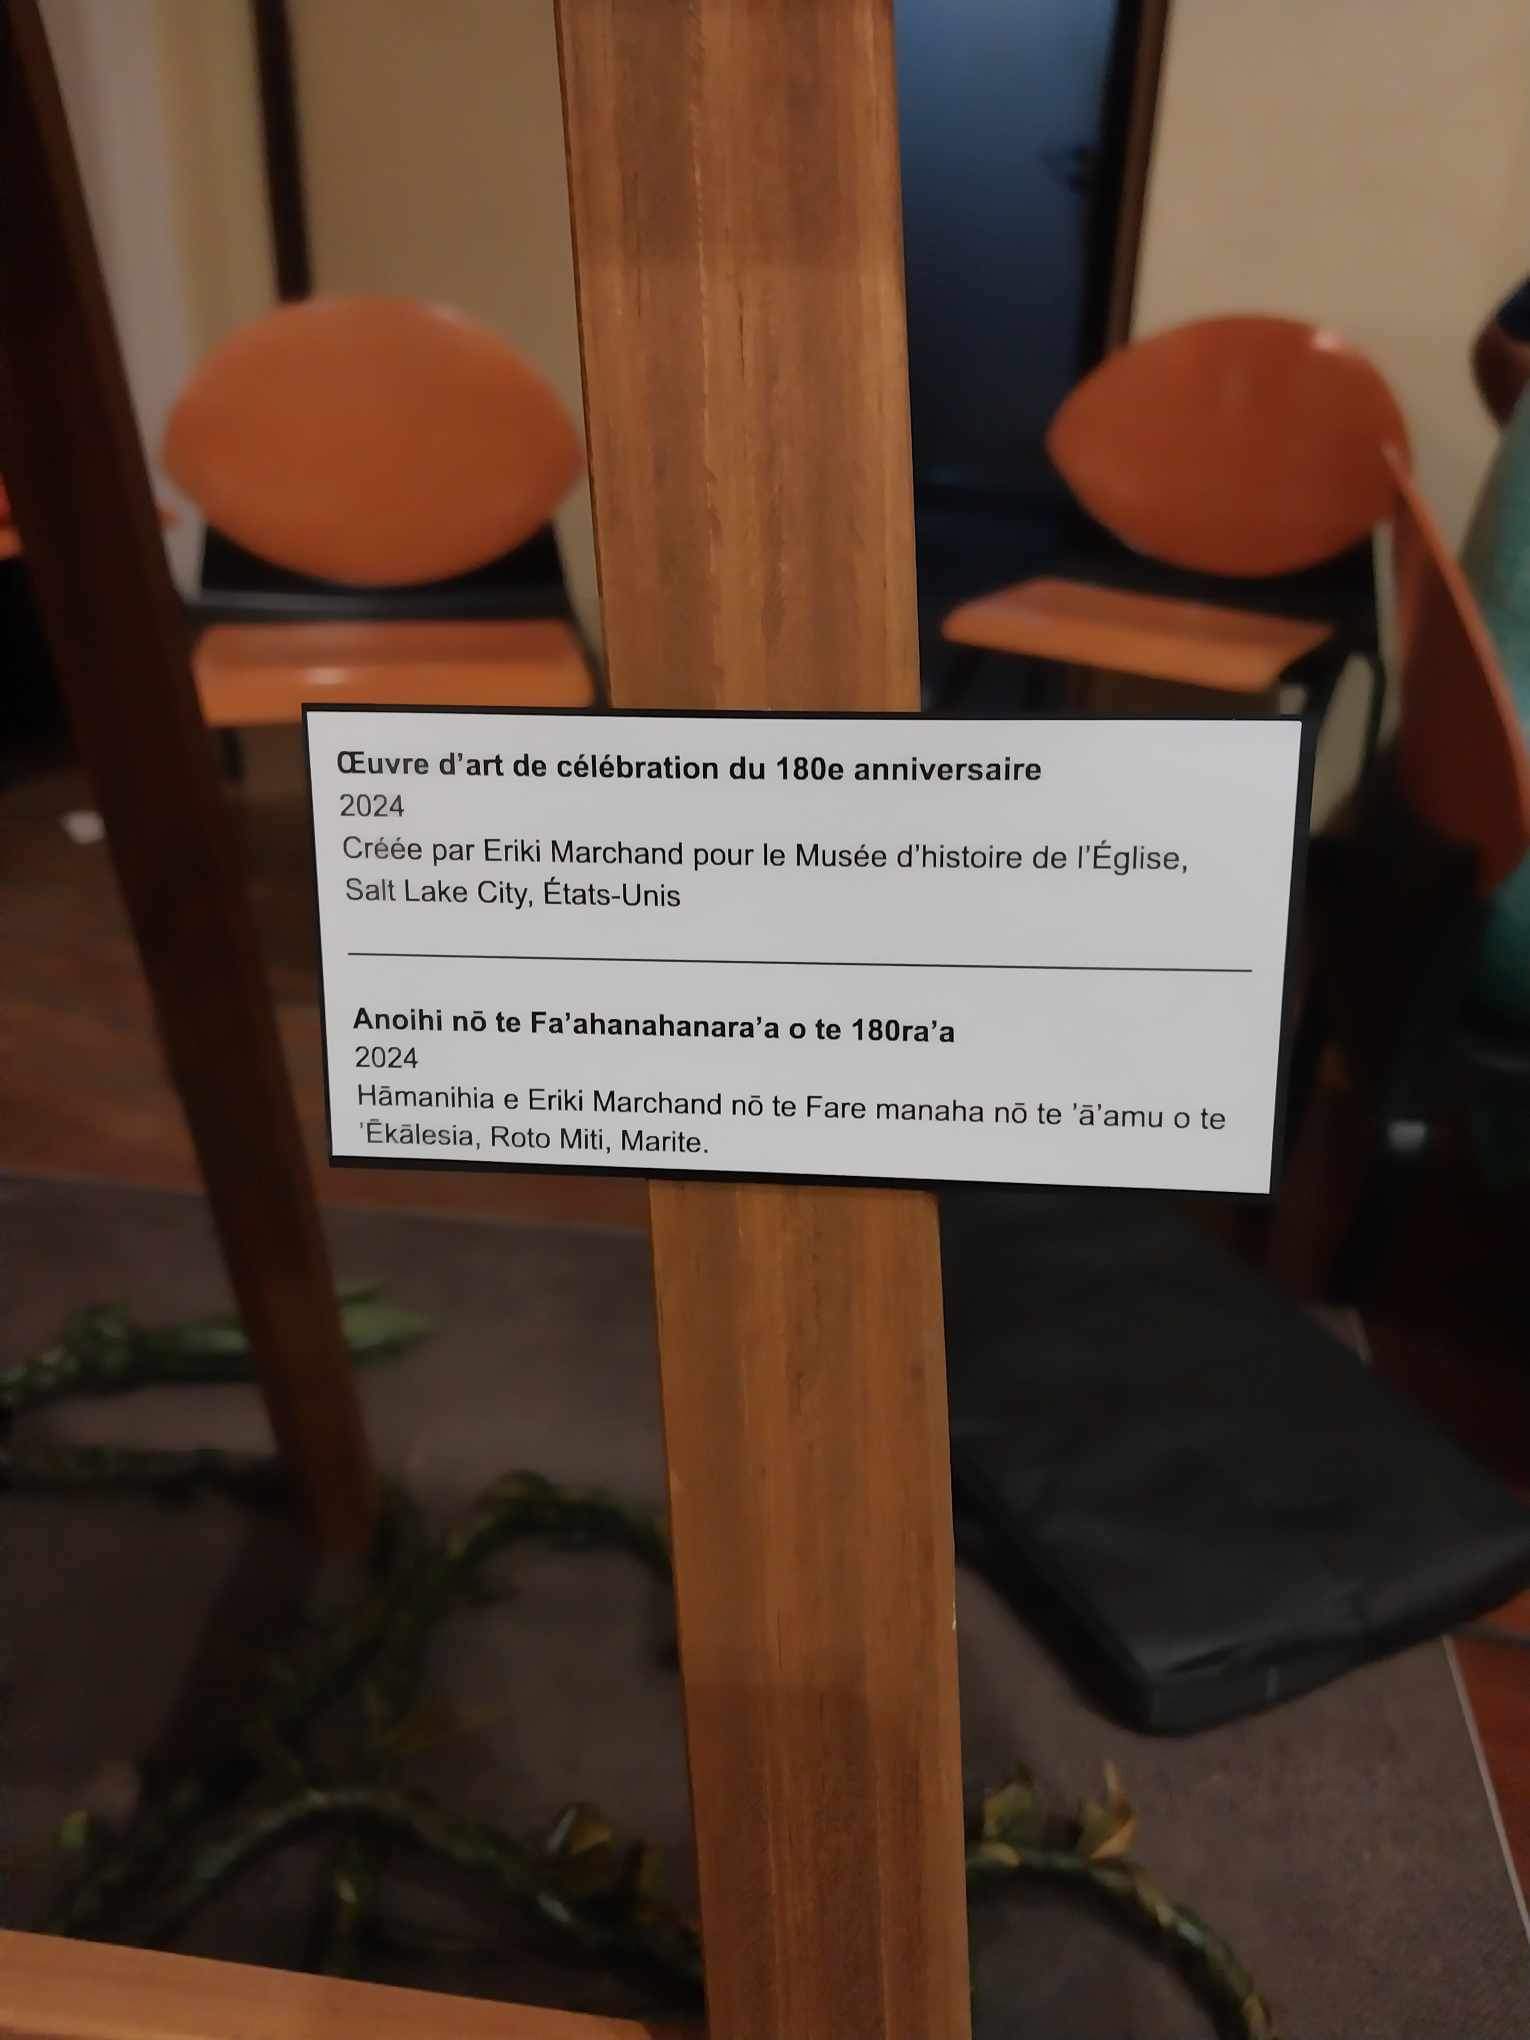 Œuvre d’art de célébration du 180e anniversaire
2024
Créée par Eriki Marchand pour le Musée d’histoire de l’Église,
Salt Lake City, États-Unis
Anoihi nō te Fa’ahanahanara’a o te 180ra’a
2024
Hāmanihia e Eriki Marchand nō te Fare manaha nō te ’ā’amu o te
’Ēkālesia, Roto Miti, Marite.